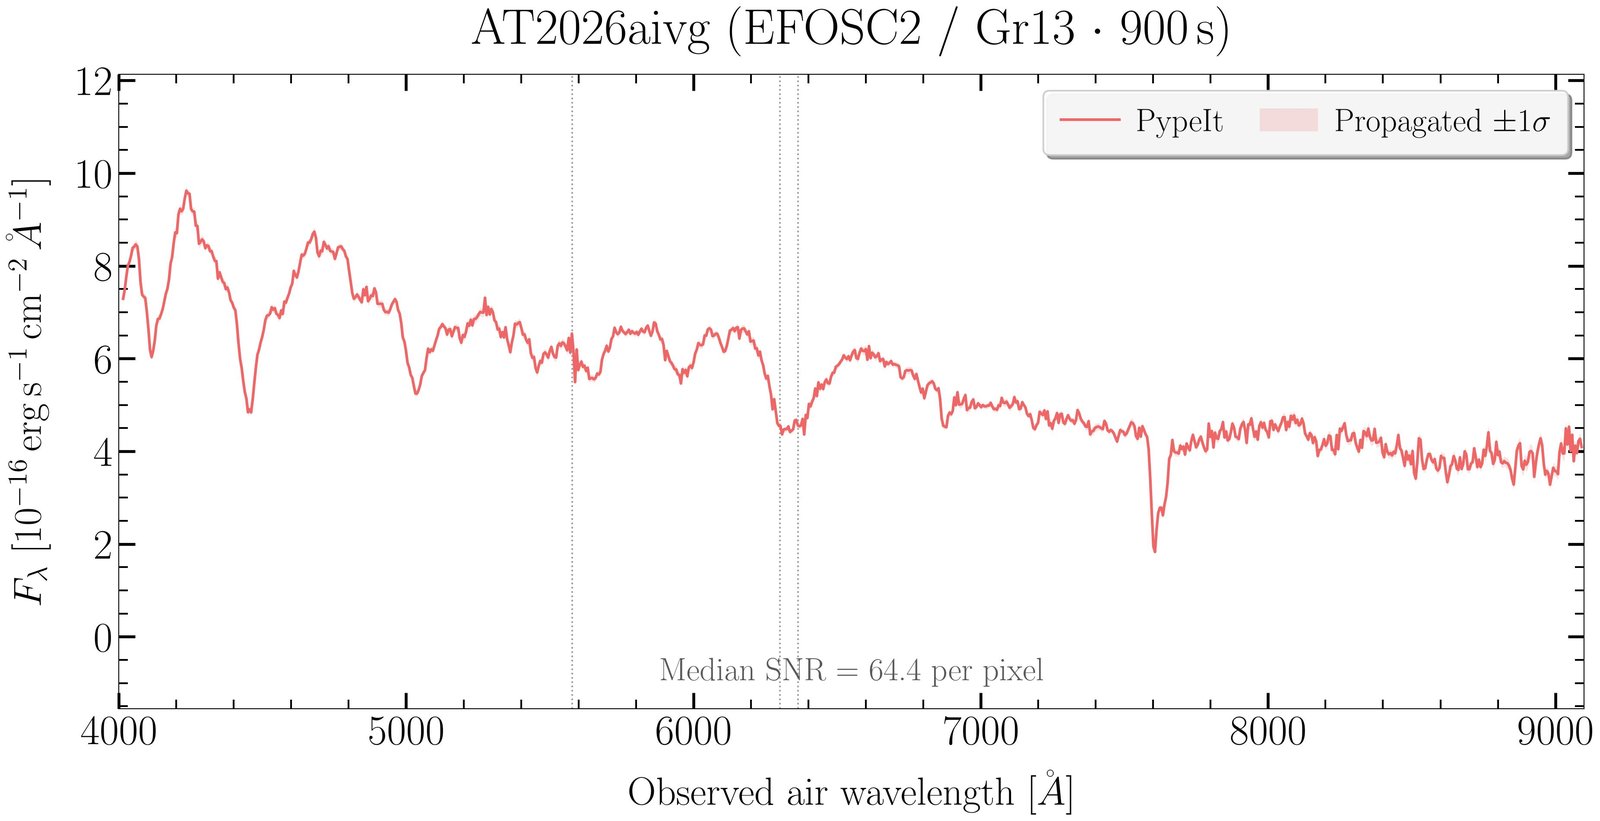 AT2026aivg (EFOSC2 / Gr13 · 900 s)
PypeIt Propagated ±1σ
12
10
8
6
4
2
0
F_λ [10⁻¹⁶ erg s⁻¹ cm⁻² Å⁻¹]
Median SNR = 64.4 per pixel
4000 5000 6000 7000 8000 9000
Observed air wavelength [Å]